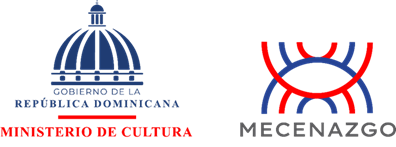 GOBIERNO DE LA
REPÚBLICA DOMINICANA
MINISTERIO DE CULTURA
MECENAZGO